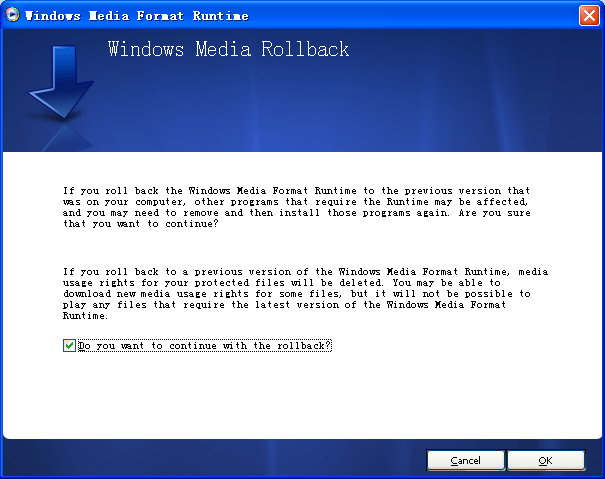 Windows Media Format Runtime
Windows Media Rollback
If you roll back the Windows Media Format Runtime to the previous version that
was on your computer, other programs that require the Runtime may be affected,
and you may need to remove and then install those programs again. Are you sure
that you want to continue?
If you roll back to a previous version of the Windows Media Format Runtime, media
usage rights for your protected files will be deleted. You may be able to
download new media usage rights for some files, but it will not be possible to
play any files that require the latest version of the Windows Media Format
Runtime.
Do you want to continue with the rollback?
Cancel OK